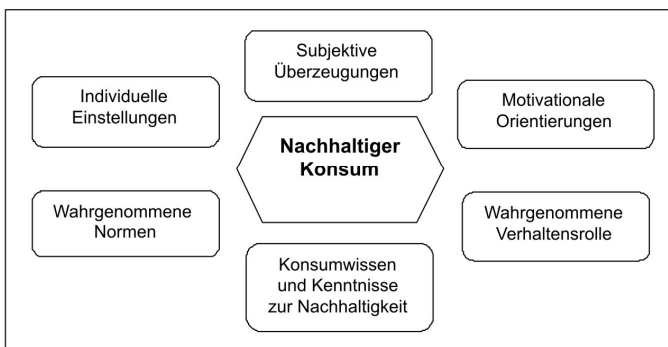 Subjektive
Überzeugungen
Individuelle
Einstellungen
Motivationale
Orientierungen
Nachhaltiger
Konsum
Wahrgenommene
Normen
Wahrgenommene
Verhaltensrolle
Konsumwissen
und Kenntnisse
zur Nachhaltigkeit